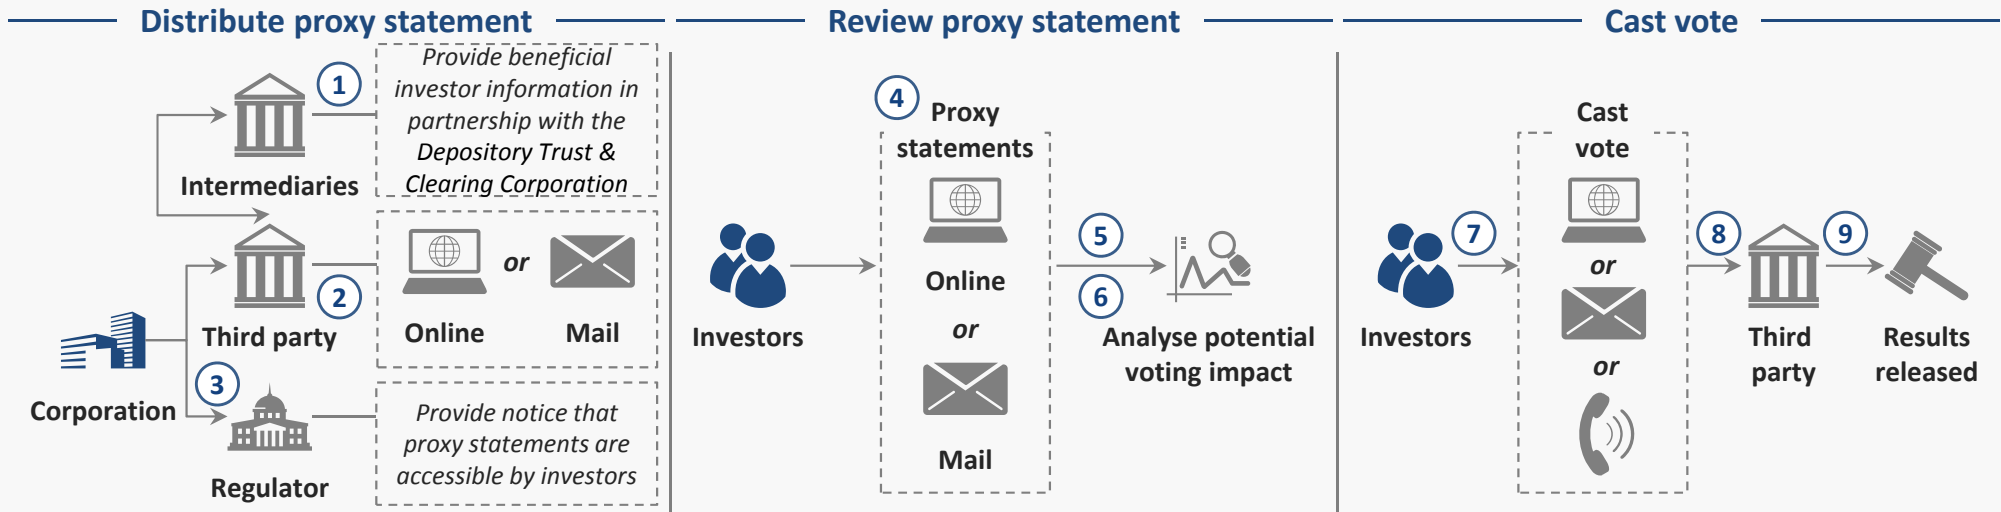 Distribute proxy statement
1
Provide beneficial
investor information in
partnership with the
Depository Trust &
Clearing Corporation
Intermediaries
2
or
Third party
Online
Mail
3
Corporation
Provide notice that
proxy statements are
accessible by investors
Regulator
Review proxy statement
4
Proxy
statements
Investors
Online
or
Mail
5
6
Analyse potential
voting impact
Cast vote
Cast
vote
7
Investors
or
or
8
Third
party
9
Results
released